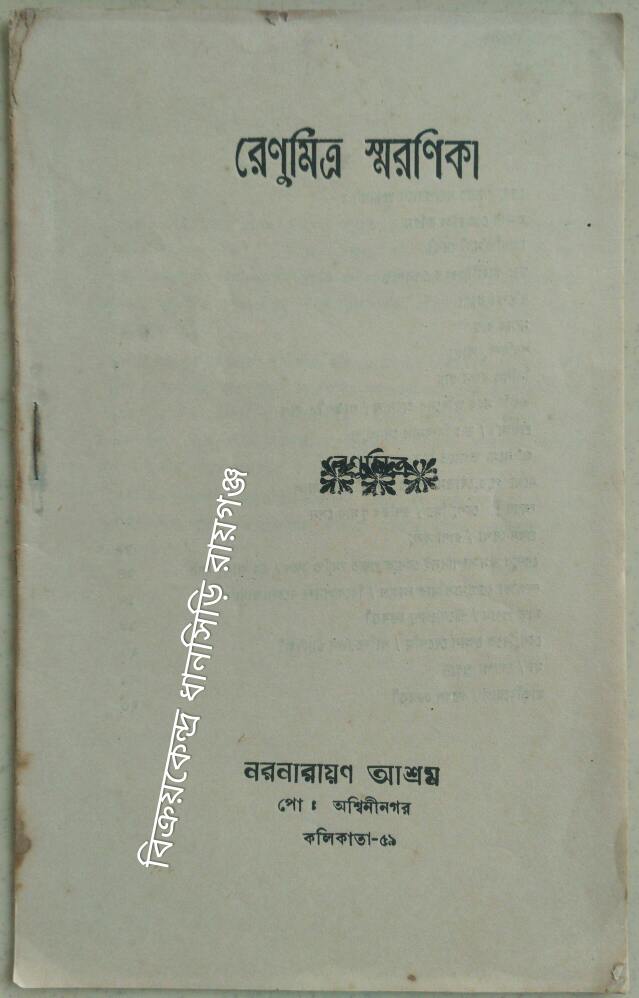 রেণুমিত্র স্মরণিকা
রেণুমিত্র
বিক্রয়কেন্দ্র ধানসিড়ি রায়গঞ্জ
নরনারায়ণ আশ্রম
পো : অশ্বিনীনগর
কলিকাতা-৫৯